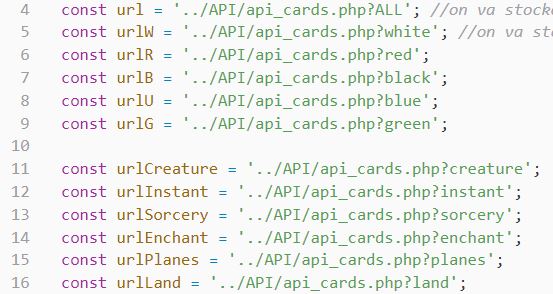 4 const url = '../API/api_cards.php?ALL'; //on va stocke
5 const urlW = '../API/api_cards.php?white'; //on va st
6 const urlR = '../API/api_cards.php?red';
7 const urlB = '../API/api_cards.php?black';
8 const urlU = '../API/api_cards.php?blue';
9 const urlG = '../API/api_cards.php?green';
10
11 const urlCreature = '../API/api_cards.php?creature';
12 const urlInstant = '../API/api_cards.php?instant';
13 const urlSorcery = '../API/api_cards.php?sorcery';
14 const urlEnchant = '../API/api_cards.php?enchant';
15 const urlPlanes = '../API/api_cards.php?planes';
16 const urlLand = '../API/api_cards.php?land';